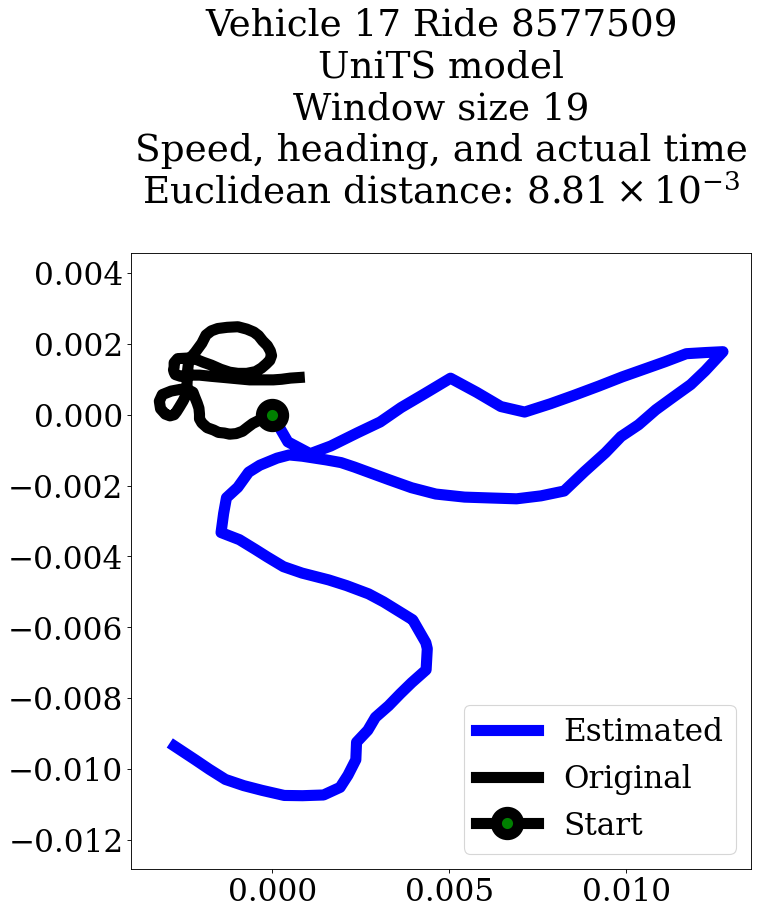 Vehicle 17 Ride 8577509
UniTS model
Window size 19
Speed, heading, and actual time
Euclidean distance: 8.81 × 10⁻³
0.004
0.002
0.000
−0.002
−0.004
−0.006
−0.008
−0.010
−0.012
Estimated
Original
Start
0.000 0.005 0.010